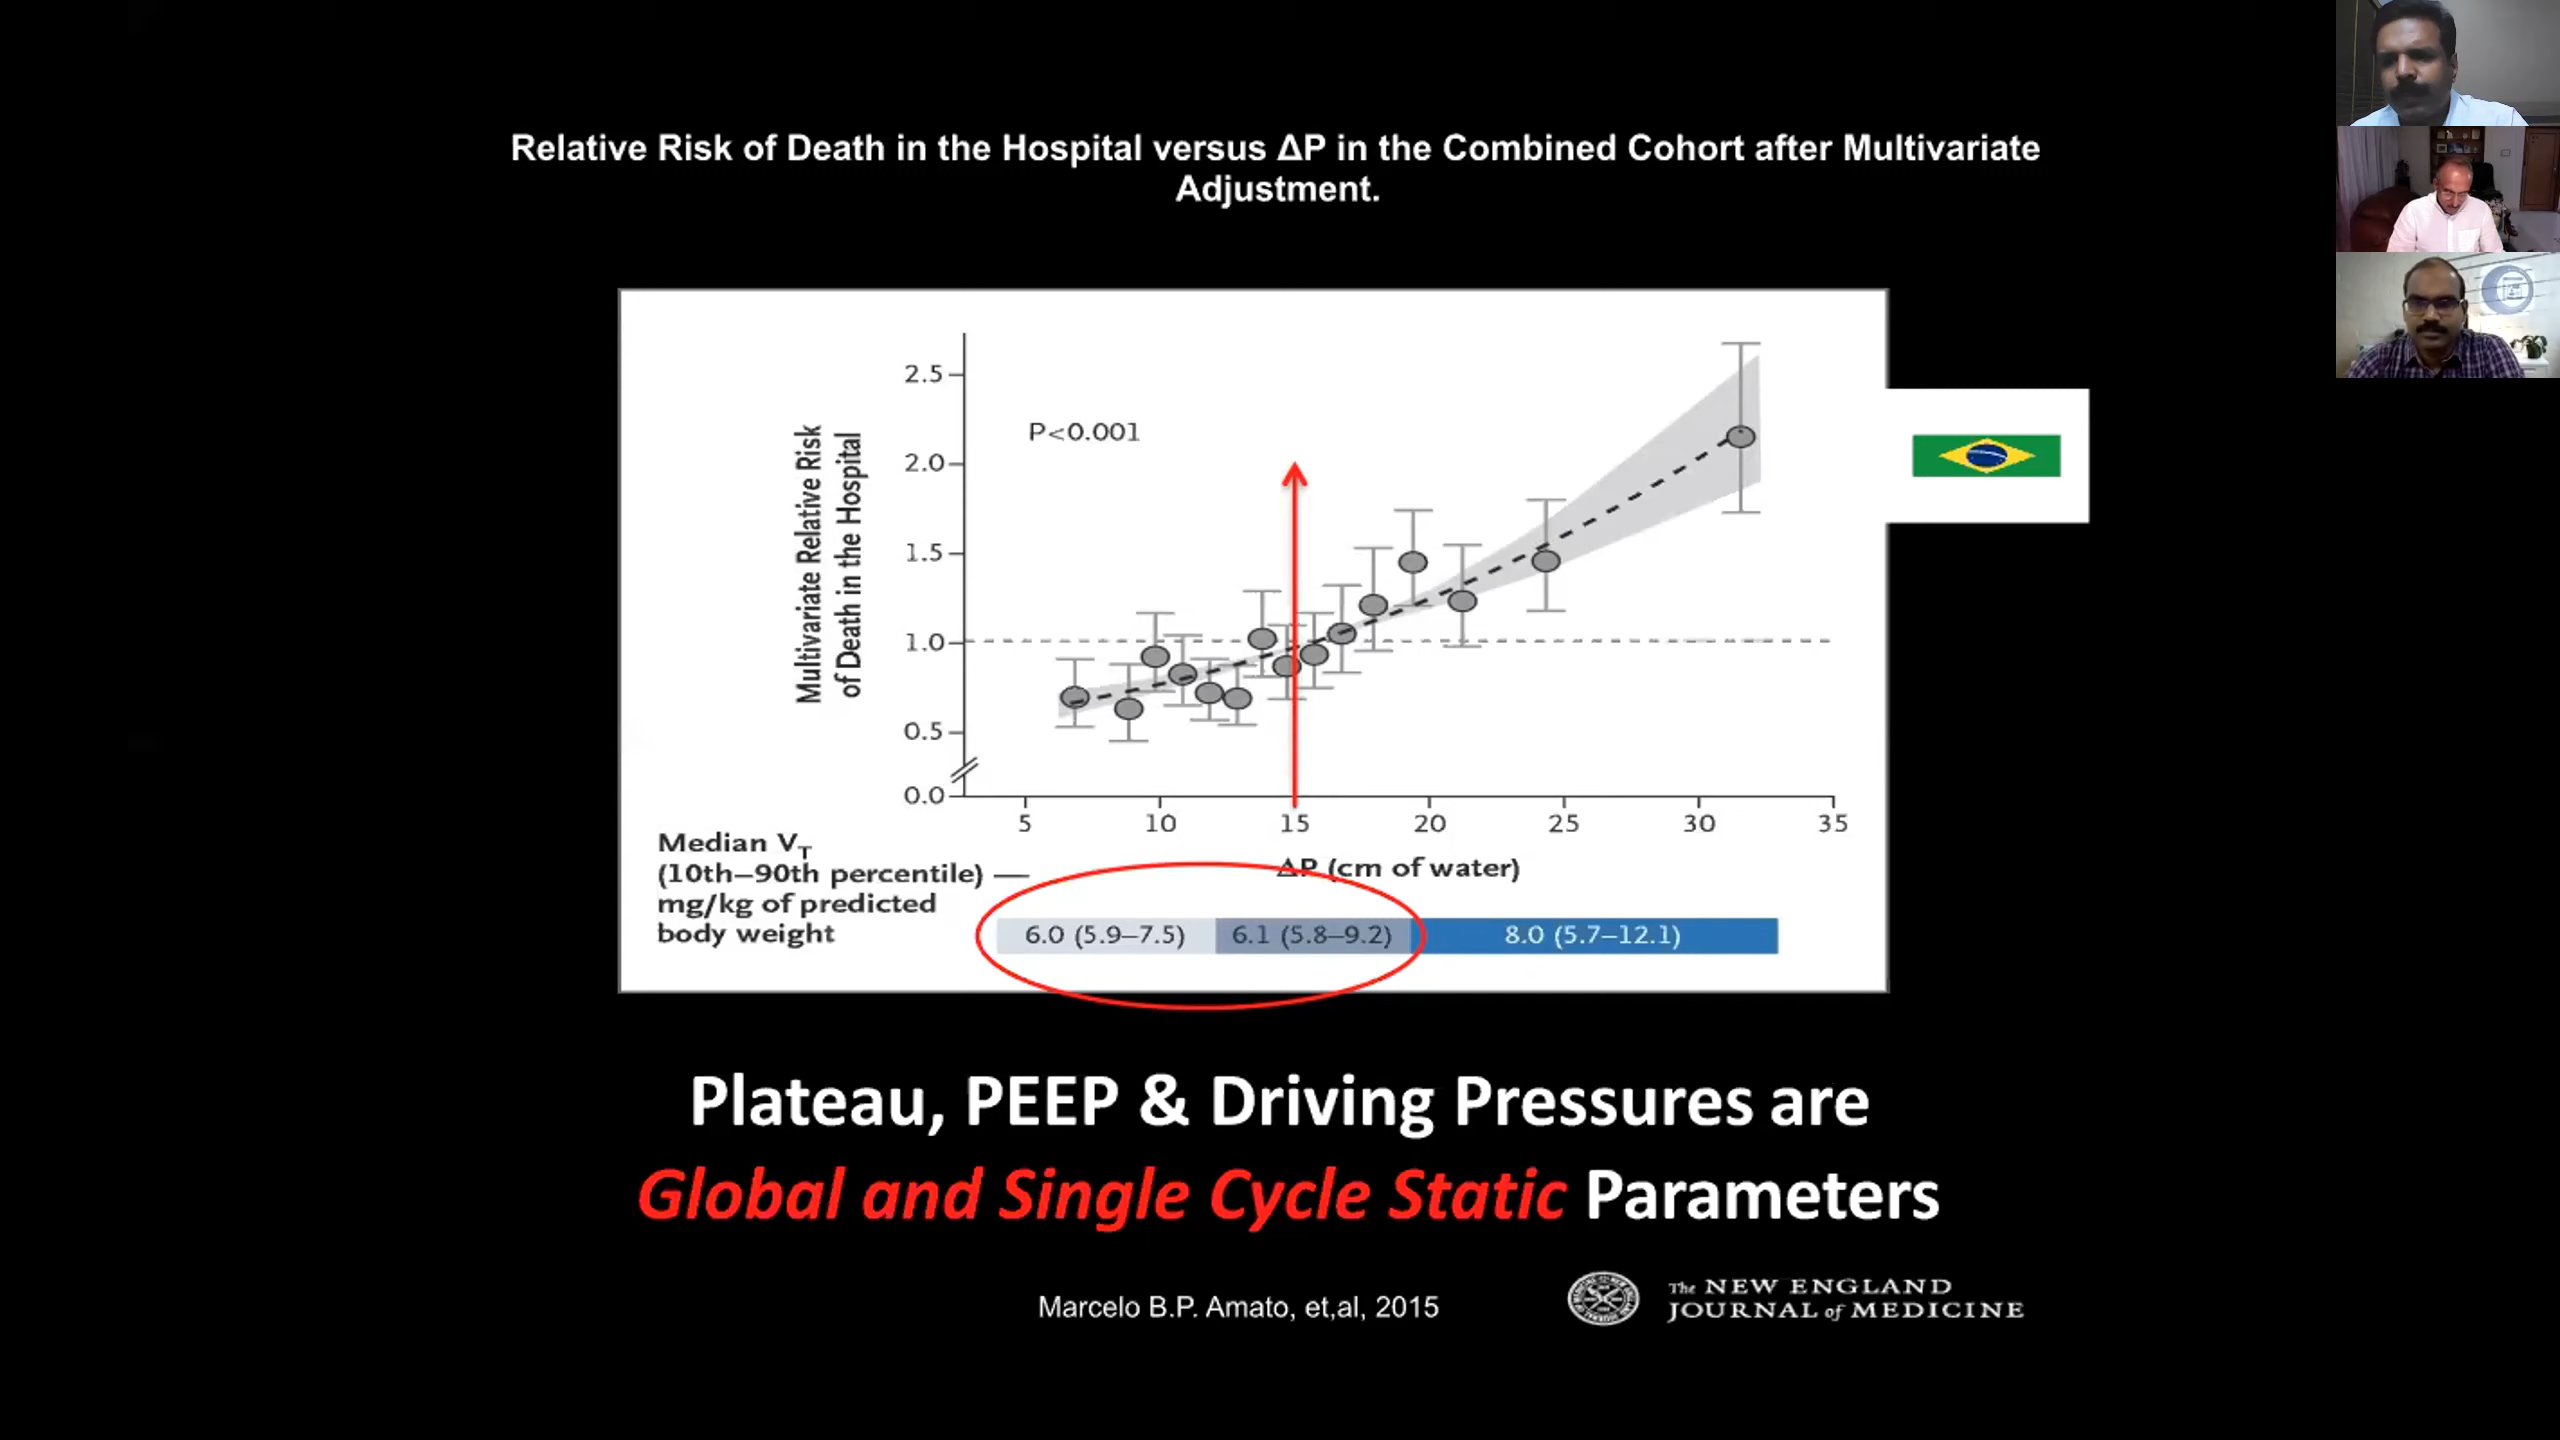 Relative Risk of Death in the Hospital versus ΔP in the Combined Cohort after Multivariate
Adjustment.
Multivariate Relative Risk
of Death in the Hospital
2.5
2.0
1.5
1.0
0.5
0.0
P<0.001
5 10 15 20 25 30 35
ΔP (cm of water)
Median VT
(10th–90th percentile)
mg/kg of predicted
body weight
6.0 (5.9–7.5) 6.1 (5.8–9.2) 8.0 (5.7–12.1)
Plateau, PEEP & Driving Pressures are
Global and Single Cycle Static Parameters
Marcelo B.P. Amato, et,al, 2015
The NEW ENGLAND
JOURNAL of MEDICINE